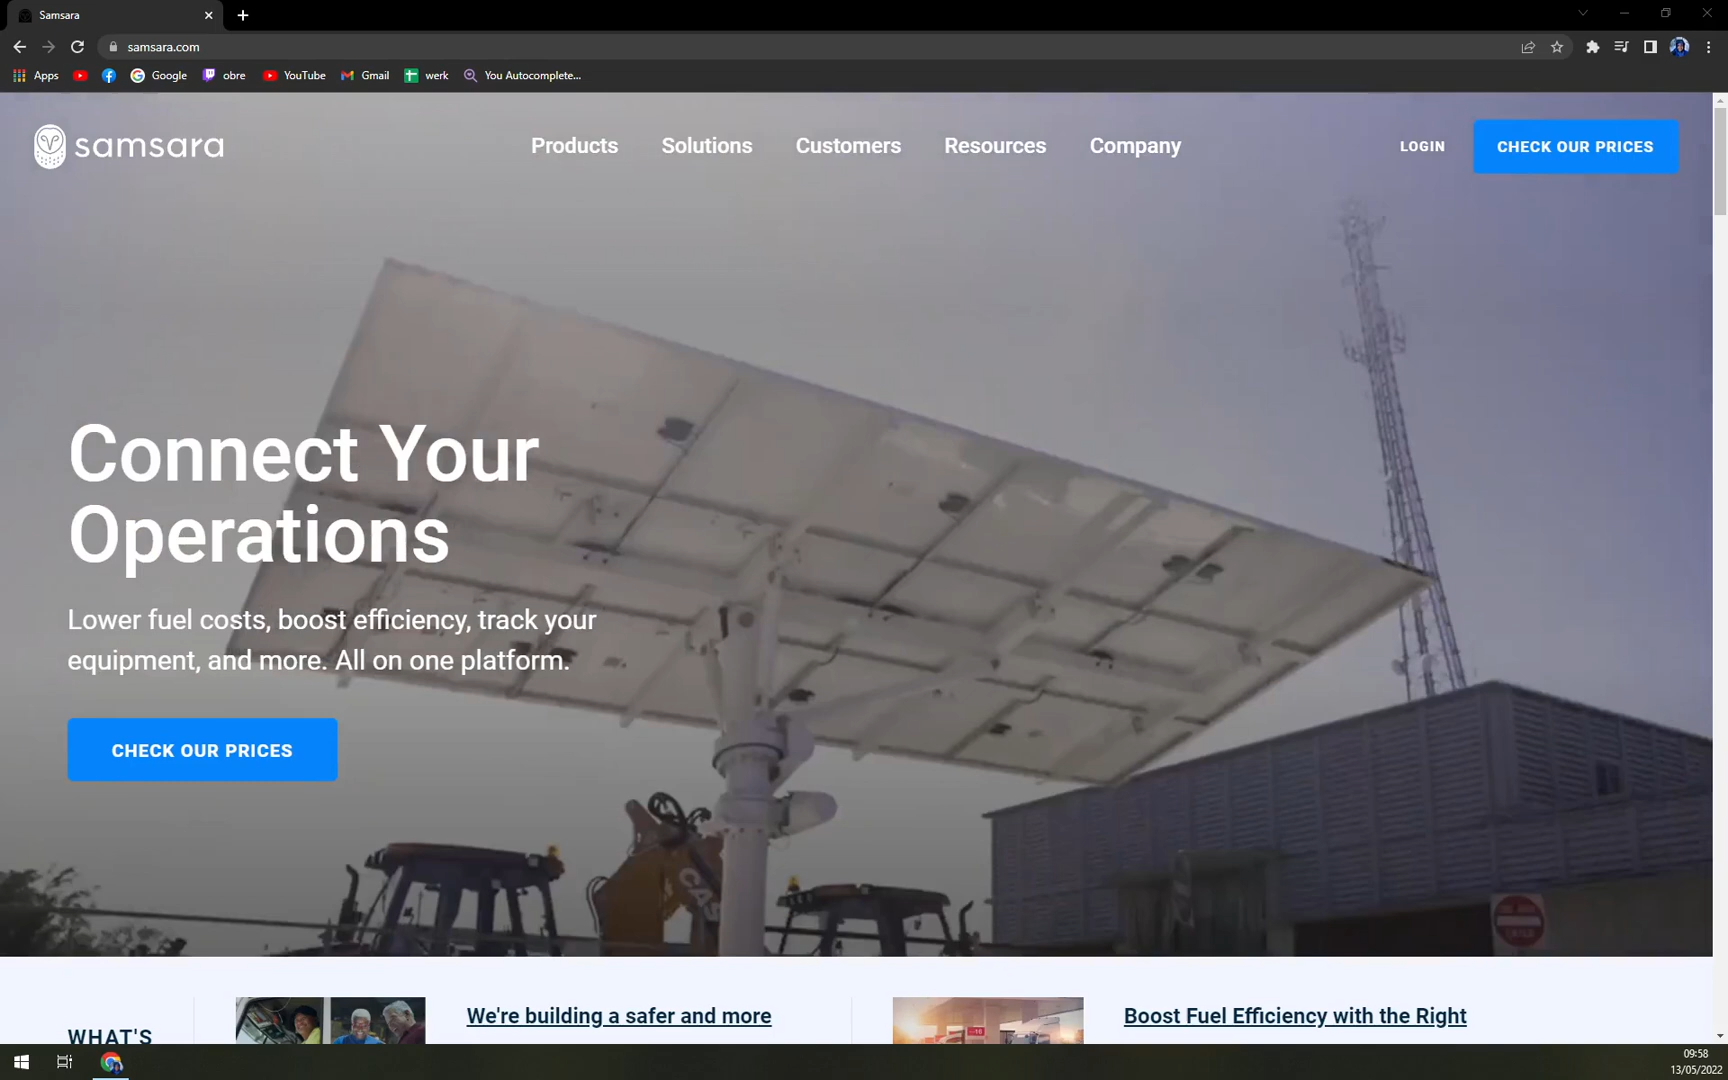 Samsara
samsara.com
Apps
Google
obre
YouTube
Gmail
werk
You Autocomplete...
samsara
Products
Solutions
Customers
Resources
Company
LOGIN
CHECK OUR PRICES
Connect Your
Operations
Lower fuel costs, boost efficiency, track your
equipment, and more. All on one platform.
CHECK OUR PRICES
CASE
WHAT'S
We're building a safer and more
Boost Fuel Efficiency with the Right
09:58
13/05/2022